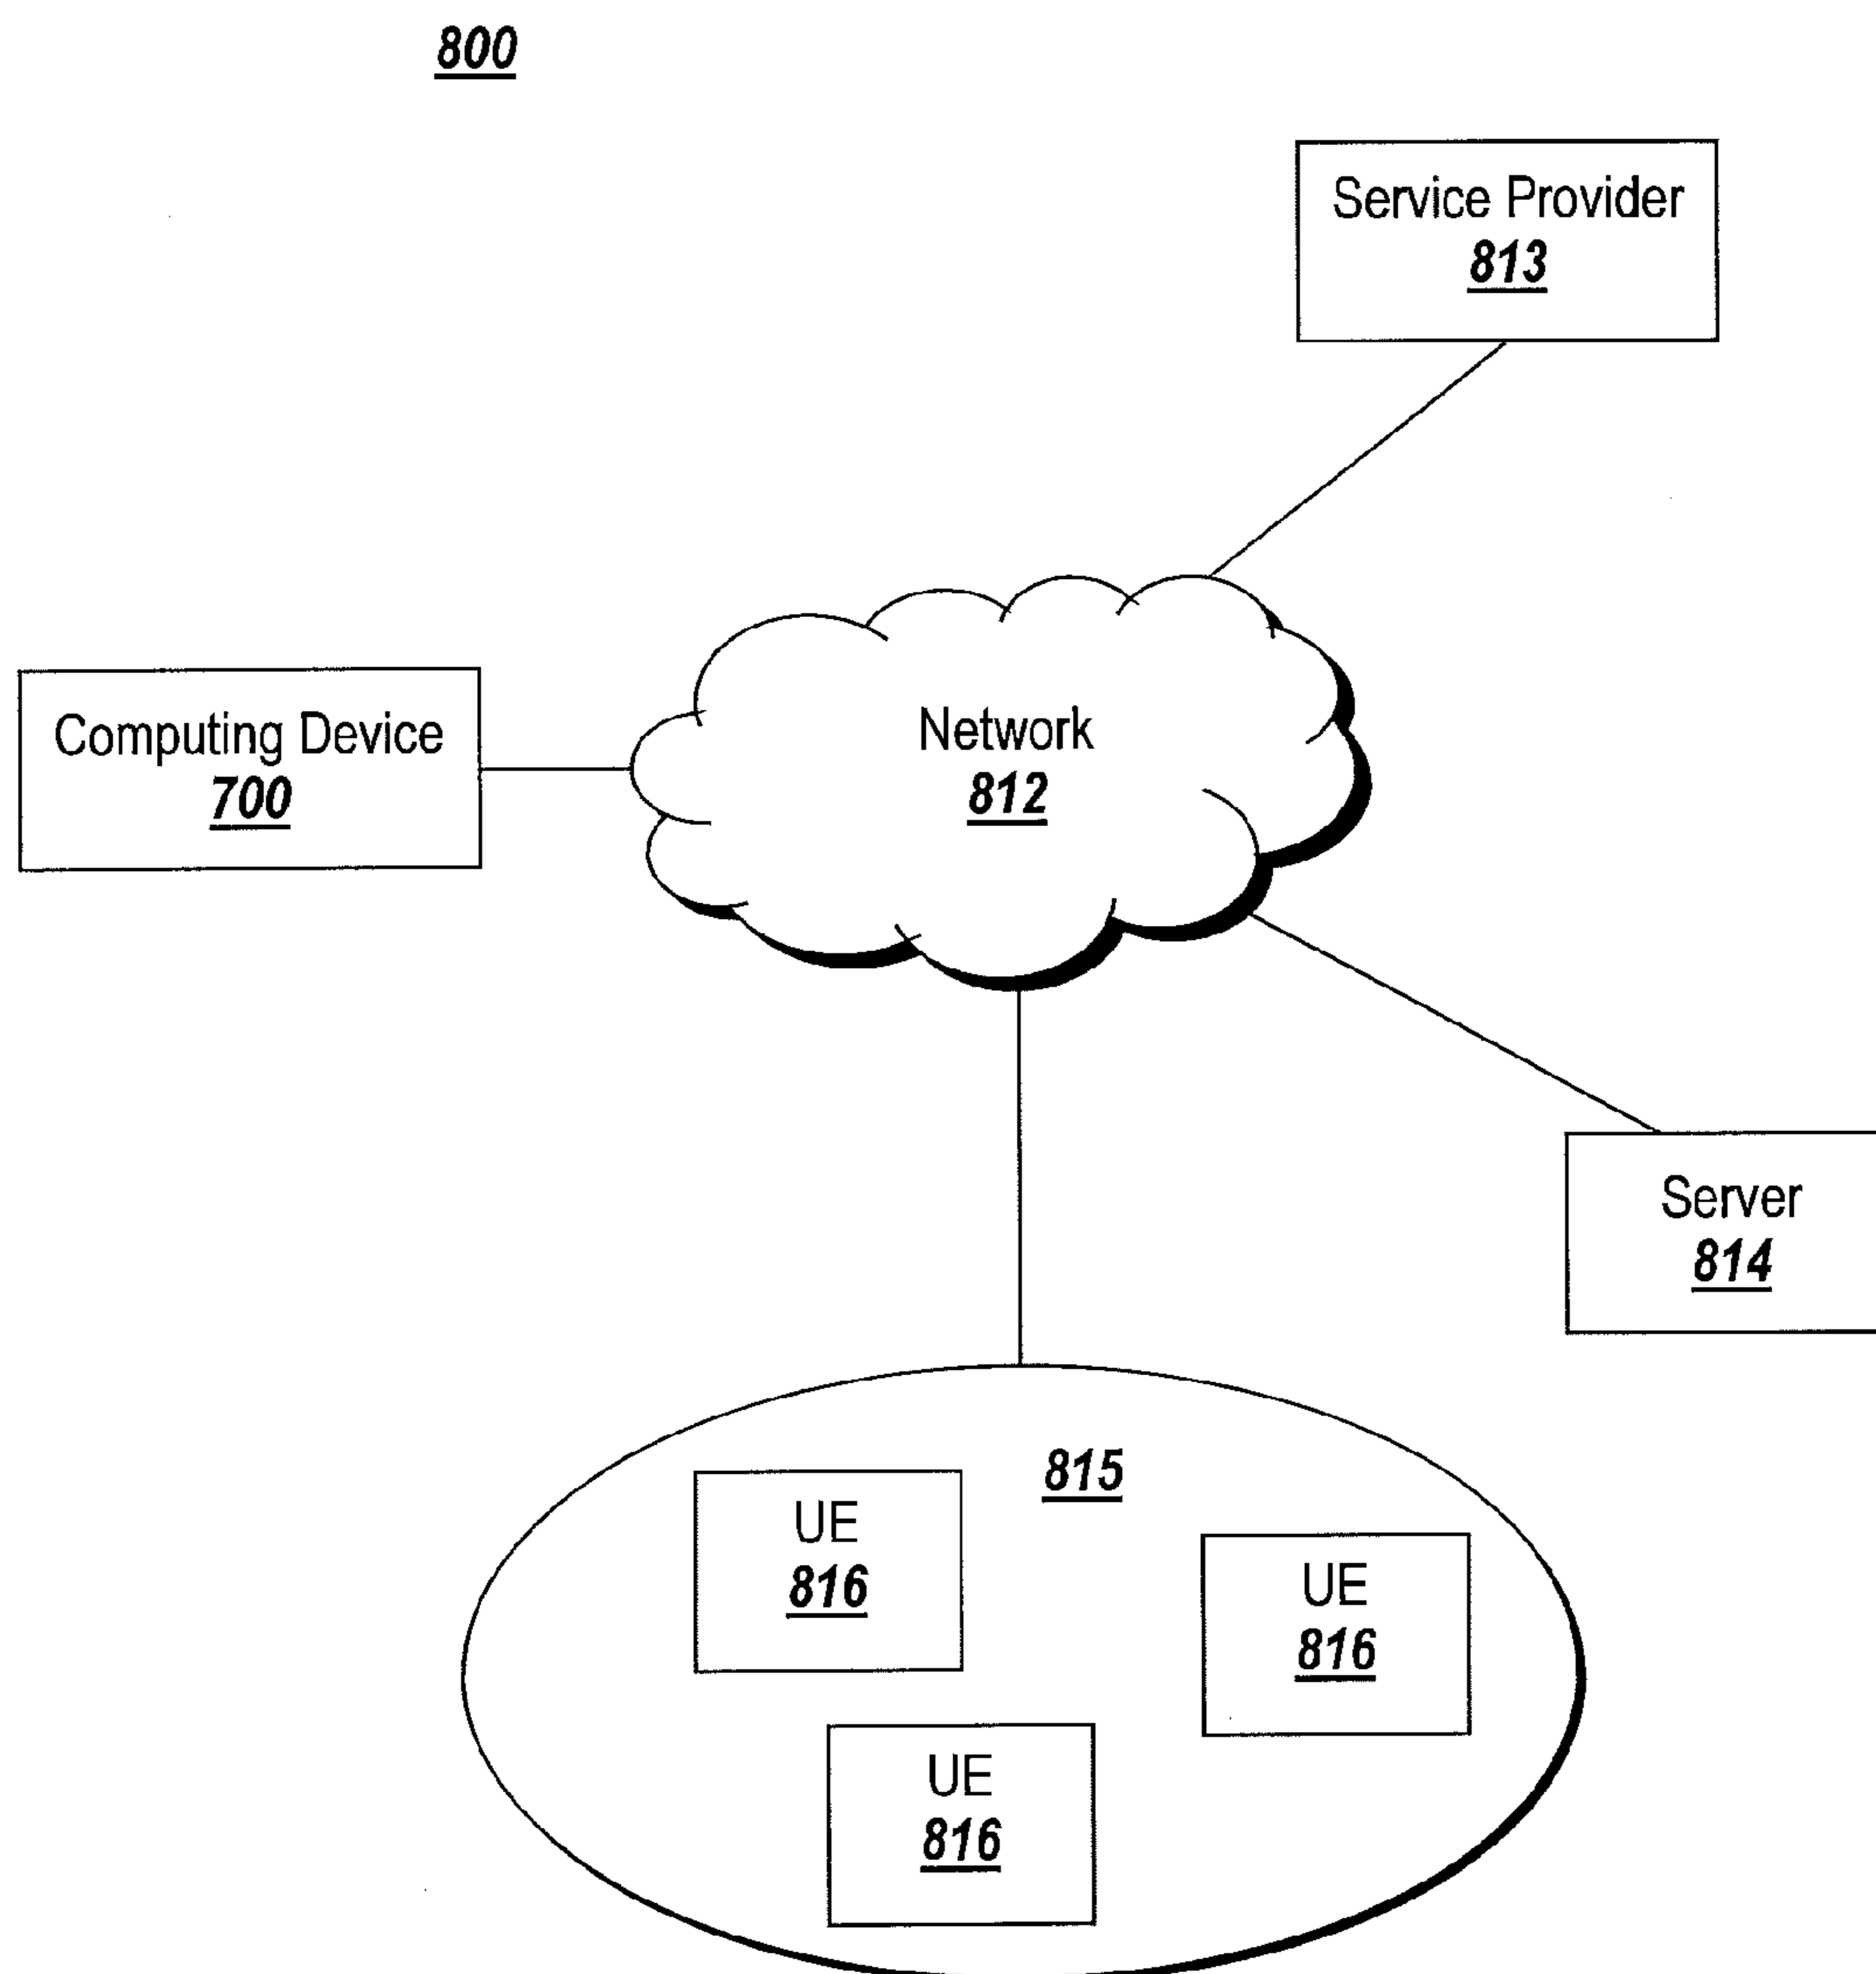 800
Service Provider
813
Computing Device
700
Network
812
Server
814
815
UE
816
UE
816
UE
816